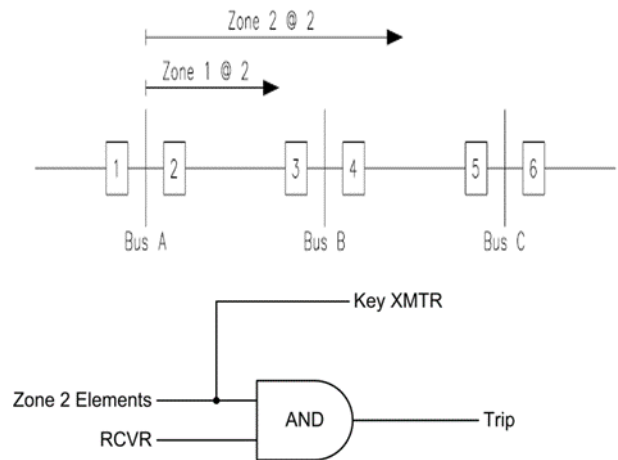 Zone 2 @ 2
Zone 1 @ 2
1 2 3 4 5 6
Bus A Bus B Bus C
Key XMTR
Zone 2 Elements
AND
Trip
RCVR